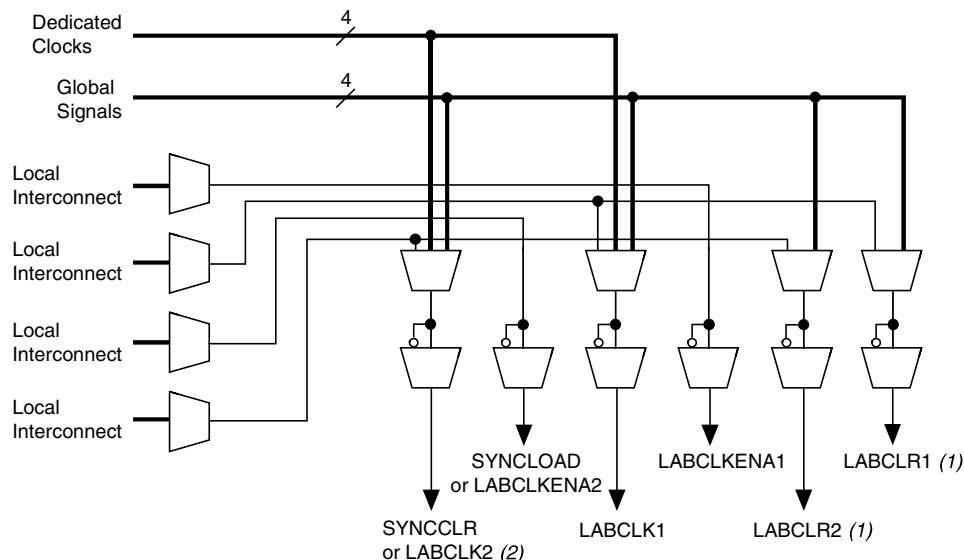 Dedicated
Clocks
4
Global
Signals
4
Local
Interconnect
Local
Interconnect
Local
Interconnect
Local
Interconnect
SYNCCLR
or LABCLK2 (2)
SYNCLOAD
or LABCLKENA2
LABCLK1
LABCLKENA1
LABCLR2 (1)
LABCLR1 (1)